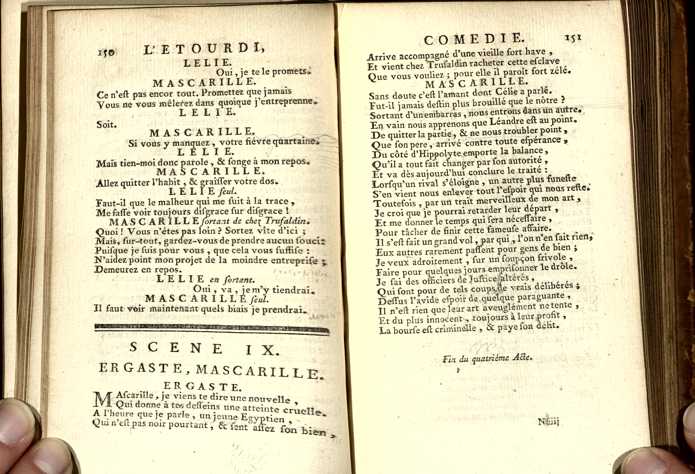 150
L'ETOURDI,
LELIE.
Oui, je te le promets.
MASCARILLE.
Ce n'est pas encor tout. Promettez que jamais
Vous ne vous mêlerez dans quoique j'entreprenne.
LELIE.
Soit.
MASCARILLE.
Si vous y manquez, votre fiévre quartaine.
LELIE.
Mais tien-moi donc parole, & songe à mon repos.
MASCARILLE.
Allez quitter l'habit, & graisser votre dos.
LELIE seul.
Faut-il que le malheur qui me suit à la trace,
Me fasse voir toujours disgrace sur disgrace !
MASCARILLE sortant de chez Trufaldin.
Quoi ! Vous n'êtes pas loin ? Sortez vîte d'ici ;
Mais, sur-tout, gardez-vous de prendre aucun souci :
Puisque je suis pour vous, que cela vous suffise :
N'aidez point mon projet de la moindre entreprise ;
Demeurez en repos.
LELIE en sortant.
Oui, va, je m'y tiendrai.
MASCARILLE seul.
Il faut voir maintenant quels biais je prendrai.
SCENE IX.
ERGASTE, MASCARILLE.
ERGASTE.
Mascarille, je viens te dire une nouvelle,
Qui donne à tes desseins une atteinte cruelle.
A l'heure que je parle, un jeune Egyptien,
Qui n'est pas noir pourtant, & sent assez son bien,
COMEDIE. 151
Arrive accompagné d'une vieille fort have,
Et vient chez Trufaldin racheter cette esclave
Que vous vouliez ; pour elle il paroît fort zélé.
MASCARILLE.
Sans doute c'est l'amant dont Célie a parlé.
Fut-il jamais destin plus brouillé que le nôtre ?
Sortant d'un embarras, nous entrons dans un autre.
En vain nous apprenons que Léandre est au point,
De quitter la partie, & ne nous troubler point,
Que son pere, arrivé contre toute espérance,
Du côté d'Hippolyte emporte la balance,
Qu'il a tout fait changer par son autorité,
Et va dès aujourd'hui conclure le traité :
Lorsqu'un rival s'éloigne, un autre plus funeste
S'en vient nous enlever tout l'espoir qui nous reste.
Toutefois, par un trait merveilleux de mon art,
Je croi que je pourrai retarder leur départ,
Et me donner le temps qui sera nécessaire,
Pour tâcher de finir cette fameuse affaire.
Il s'est fait un grand vol, par qui, l'on n'en sait rien,
Eux autres rarement passent pour gens de bien ;
Je veux adroitement, sur un soupçon frivole,
Faire pour quelques jours emprisonner le drôle.
Je sai des officiers de Justice altérés,
Qui sont pour de tels coups de vrais délibérés ;
Dessus l'avide espoir de quelque paraguante,
Il n'est rien que leur art aveuglément ne tente,
Et du plus innocent, toujours à leur profit,
La bourse est criminelle, & paye son délit.
Fin du quatriéme Acte.